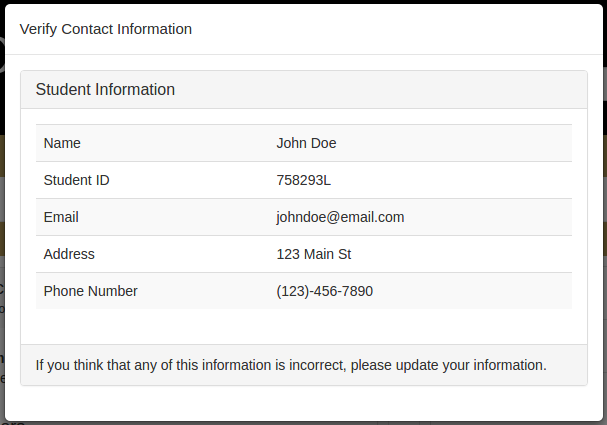 Verify Contact Information
Student Information
Name John Doe
Student ID 758293L
Email johndoe@email.com
Address 123 Main St
Phone Number (123)-456-7890
If you think that any of this information is incorrect, please update your information.